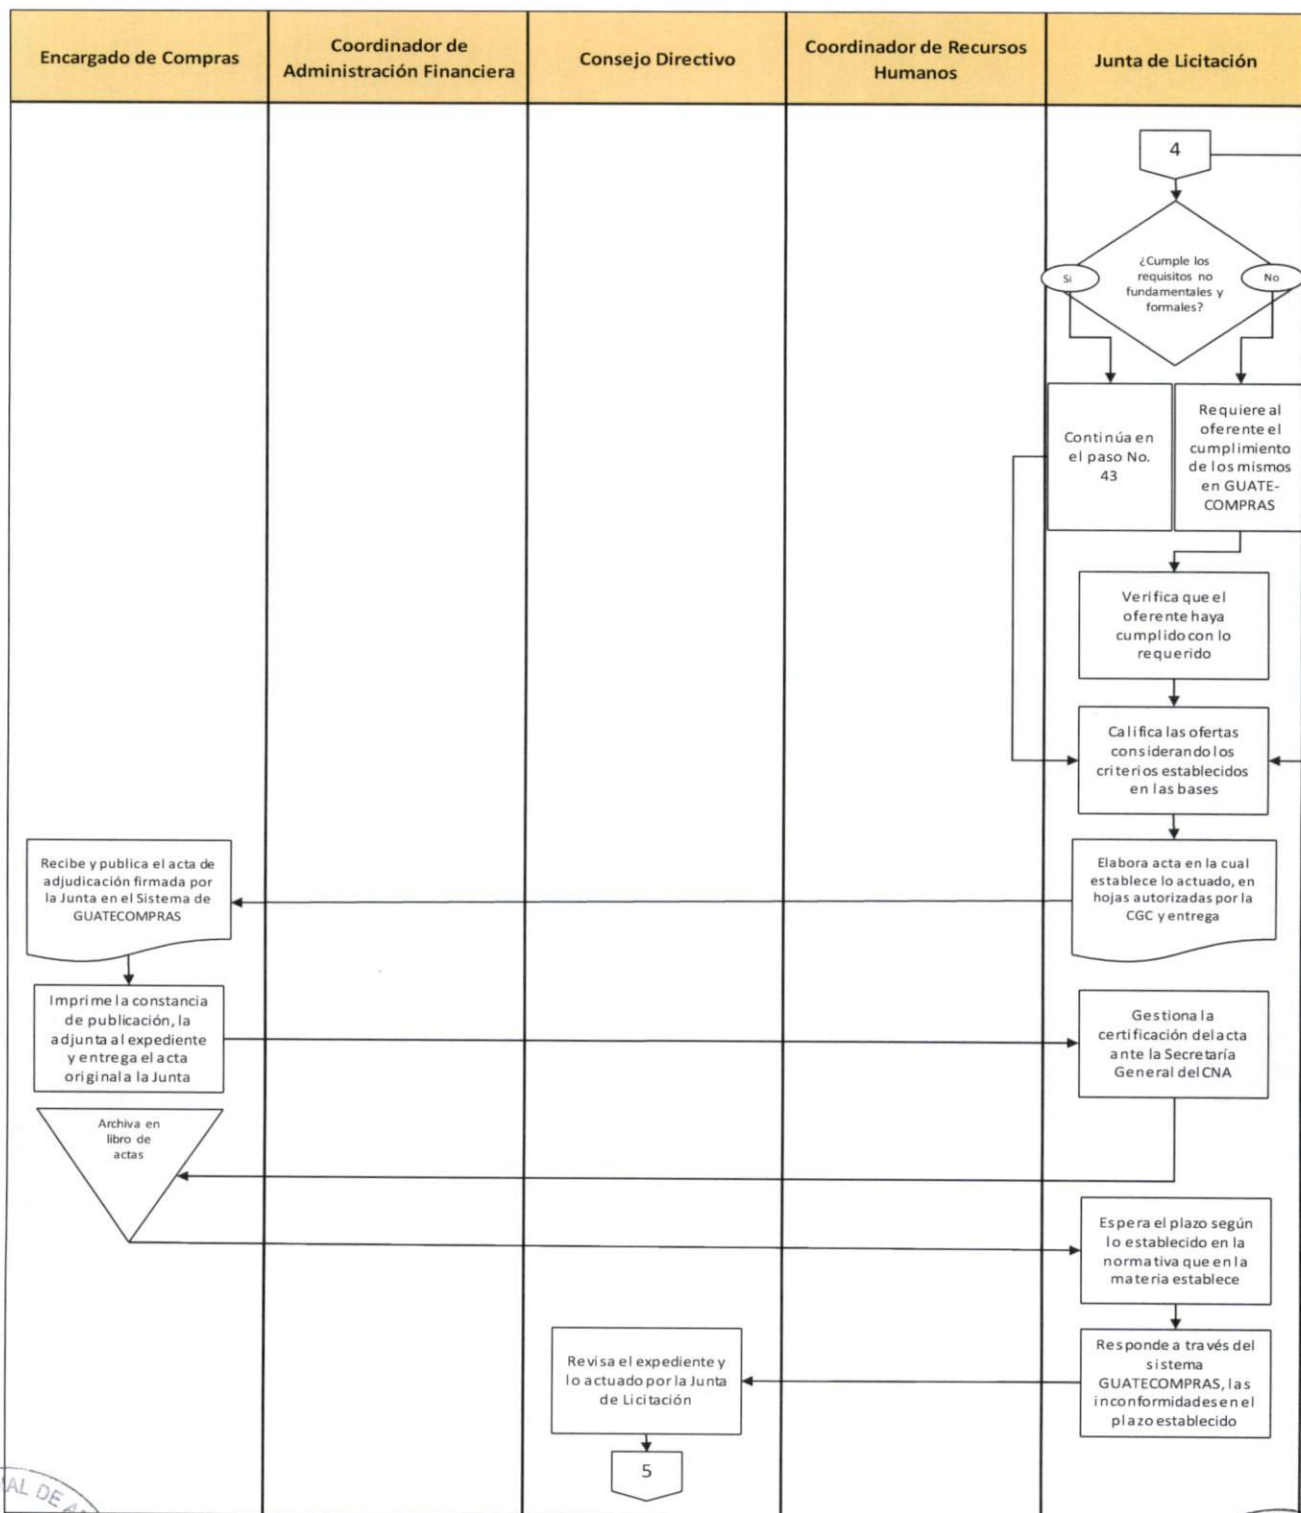 Encargado de Compras
Coordinador de
Administración Financiera
Consejo Directivo
Coordinador de Recursos
Humanos
Junta de Licitación
4
¿Cumple los
requisitos no
fundamentales y
formales?
Si
No
Continúa en
el paso No.
43
Requiere al
oferente el
cumplimiento
de los mismos
en GUATE-
COMPRAS
Verifica que el
oferente haya
cumplido con lo
requerido
Califica las ofertas
considerando los
criterios establecidos
en las bases
Elabora acta en la cual
establece lo actuado, en
hojas autorizadas por la
CGC y entrega
Recibe y publica el acta de
adjudicación firmada por
la Junta en el Sistema de
GUATECOMPRAS
Imprime la constancia
de publicación, la
adjunta al expediente
y entrega el acta
original a la Junta
Gestiona la
certificación del acta
ante la Secretaría
General del CNA
Archiva en
libro de
actas
Espera el plazo según
lo establecido en la
normativa que en la
materia establece
Responde a través del
sistema
GUATECOMPRAS, las
inconformidades en el
plazo establecido
Revisa el expediente y
lo actuado por la Junta
de Licitación
5
DE